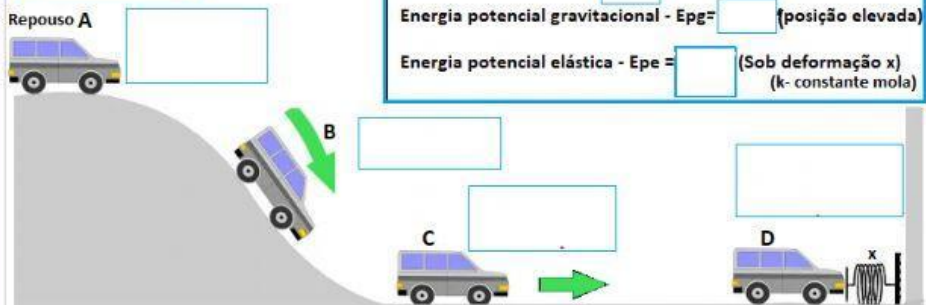 Repouso A
Energia potencial gravitacional - Epg= (posição elevada)
Energia potencial elástica - Epe = (Sob deformação x)
(k- constante mola)
B
C
D
x